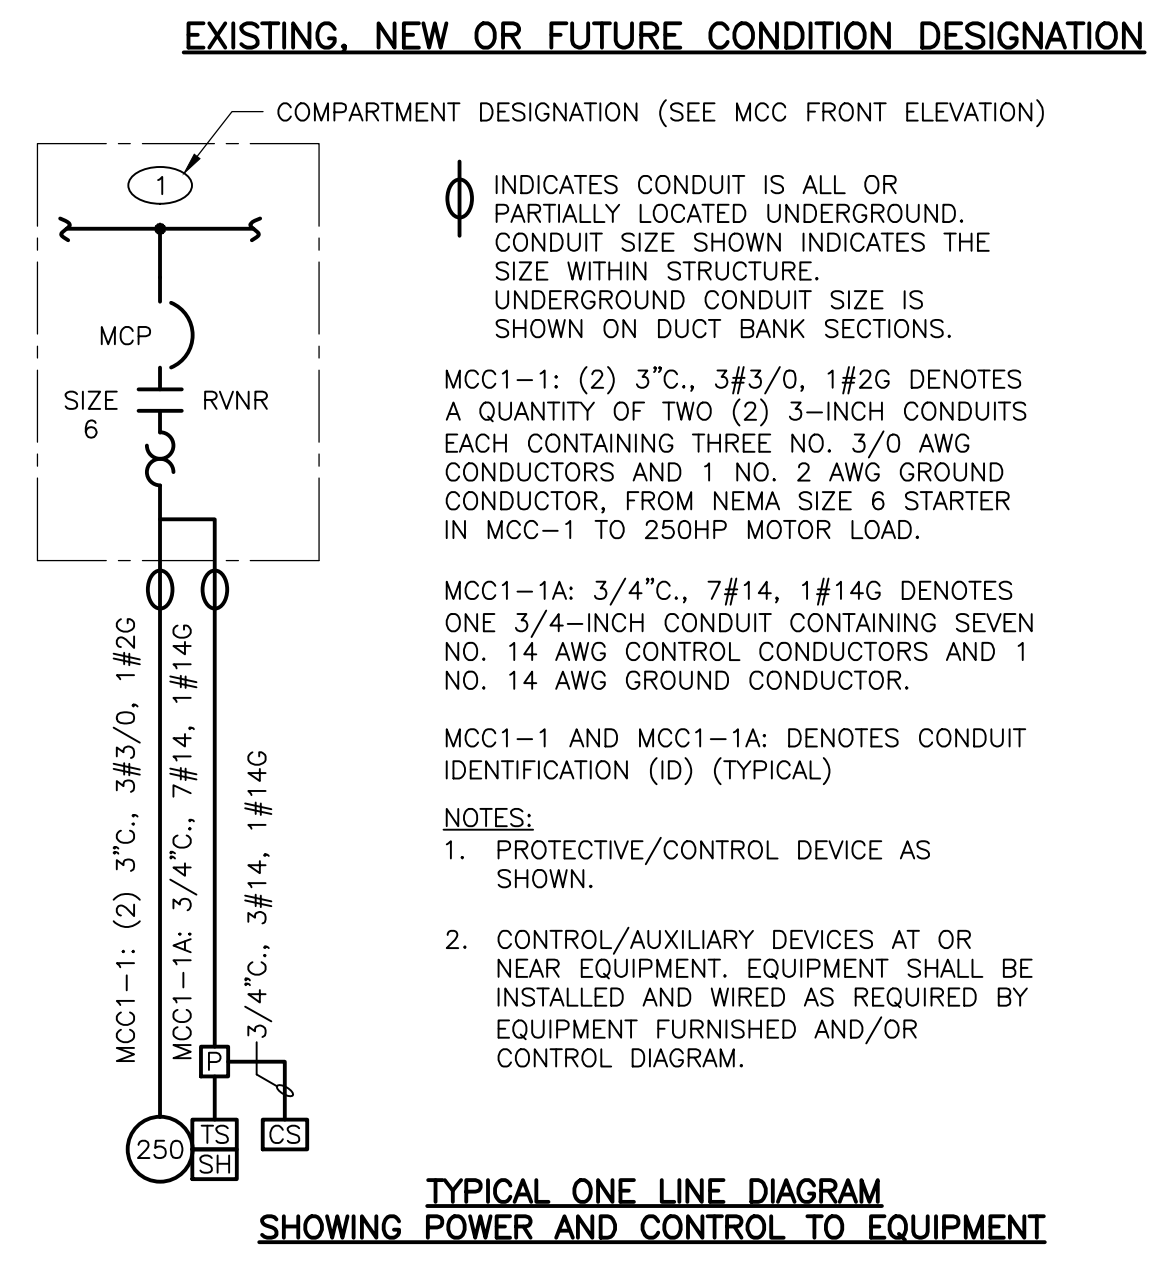 EXISTING, NEW OR FUTURE CONDITION DESIGNATION
COMPARTMENT DESIGNATION (SEE MCC FRONT ELEVATION)
1
MCP
SIZE
6
RVNR
MCC1-1: (2) 3"C., 3#3/0, 1#2G
MCC1-1A: 3/4"C., 7#14, 1#14G
3/4"C., 3#14, 1#14G
P
250
TS
SH
CS
INDICATES CONDUIT IS ALL OR
PARTIALLY LOCATED UNDERGROUND.
CONDUIT SIZE SHOWN INDICATES THE
SIZE WITHIN STRUCTURE.
UNDERGROUND CONDUIT SIZE IS
SHOWN ON DUCT BANK SECTIONS.
MCC1-1: (2) 3"C., 3#3/0, 1#2G DENOTES
A QUANTITY OF TWO (2) 3-INCH CONDUITS
EACH CONTAINING THREE NO. 3/0 AWG
CONDUCTORS AND 1 NO. 2 AWG GROUND
CONDUCTOR, FROM NEMA SIZE 6 STARTER
IN MCC-1 TO 250HP MOTOR LOAD.
MCC1-1A: 3/4"C., 7#14, 1#14G DENOTES
ONE 3/4-INCH CONDUIT CONTAINING SEVEN
NO. 14 AWG CONTROL CONDUCTORS AND 1
NO. 14 AWG GROUND CONDUCTOR.
MCC1-1 AND MCC1-1A: DENOTES CONDUIT
IDENTIFICATION (ID) (TYPICAL)
NOTES:
1. PROTECTIVE/CONTROL DEVICE AS
SHOWN.
2. CONTROL/AUXILIARY DEVICES AT OR
NEAR EQUIPMENT. EQUIPMENT SHALL BE
INSTALLED AND WIRED AS REQUIRED BY
EQUIPMENT FURNISHED AND/OR
CONTROL DIAGRAM.
TYPICAL ONE LINE DIAGRAM
SHOWING POWER AND CONTROL TO EQUIPMENT